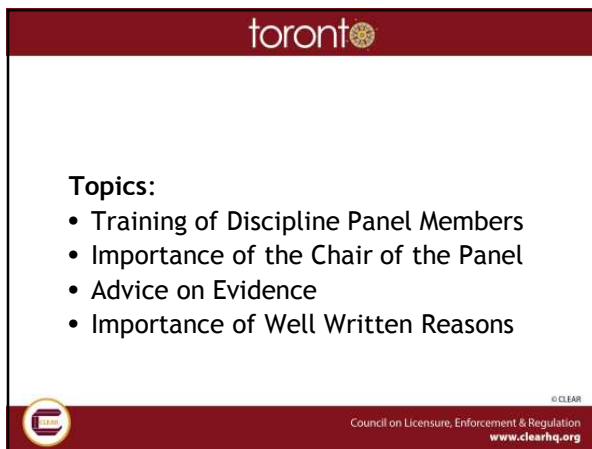 toronto
Topics:
• Training of Discipline Panel Members
• Importance of the Chair of the Panel
• Advice on Evidence
• Importance of Well Written Reasons
© CLEAR
CLEAR
Council on Licensure, Enforcement & Regulation
www.clearhq.org